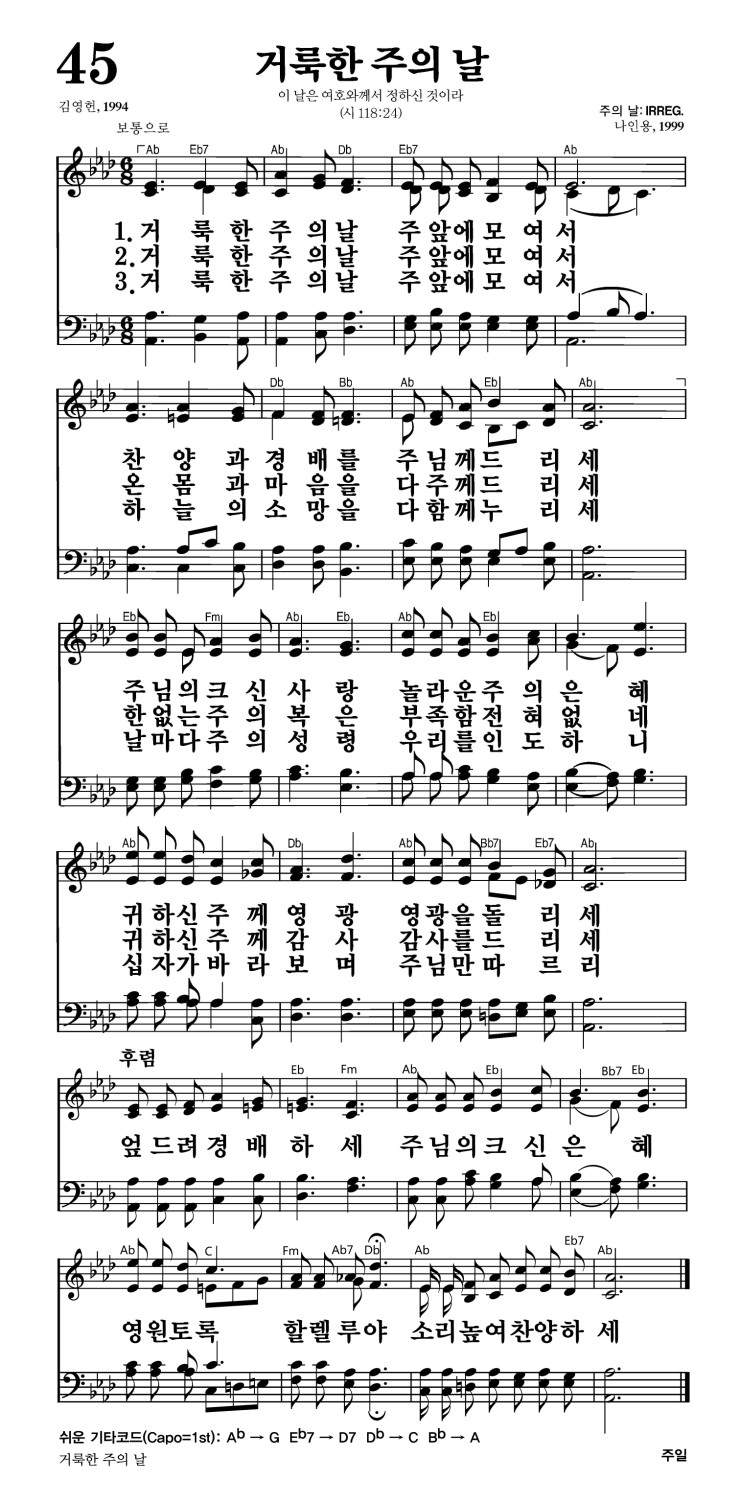 45
거룩한 주의 날
이 날은 여호와께서 정하신 것이라
(시 118:24)
김영헌, 1994
주의 날: IRREG.
나인용, 1999
보통으로
Ab Eb7 Ab Db Eb7 Ab
1. 거 룩 한 주 의 날 주 앞에 모 여 서
2. 거 룩 한 주 의 날 주 앞에 모 여 서
3. 거 룩 한 주 의 날 주 앞에 모 여 서
Db Bb Ab Eb Ab
찬 양 과 경 배 를 주 님 께 드 리 세
온 몸 과 마 음 을 다 주 께 드 리 세
하 늘 의 소 망 을 다 함 께 누 리 세
Eb Fm Ab Eb Ab Eb
주 님 의 크 신 사 랑 놀 라 운 주 의 은 혜
한 없 는 주 의 복 은 부 족 함 전 혀 없 네
날 마 다 주 의 성 령 우 리 를 인 도 하 니
Ab Db Ab Bb7 Eb7 Ab
귀 하 신 주 께 영 광 영 광 을 돌 리 세
귀 하 신 주 께 감 사 감 사 를 드 리 세
십 자 가 바 라 보 며 주 님 만 따 르 리
후렴
Eb Fm Ab Eb Bb7 Eb
엎 드 려 경 배 하 세 주 님 의 크 신 은 혜
Ab C Fm Ab7 Db Ab Eb7 Ab
영 원 토 록 할 렐 루 야 소 리 높 여 찬 양 하 세
쉬운 기타코드(Capo=1st): Ab → G Eb7 → D7 Db → C Bb → A
거룩한 주의 날
주일